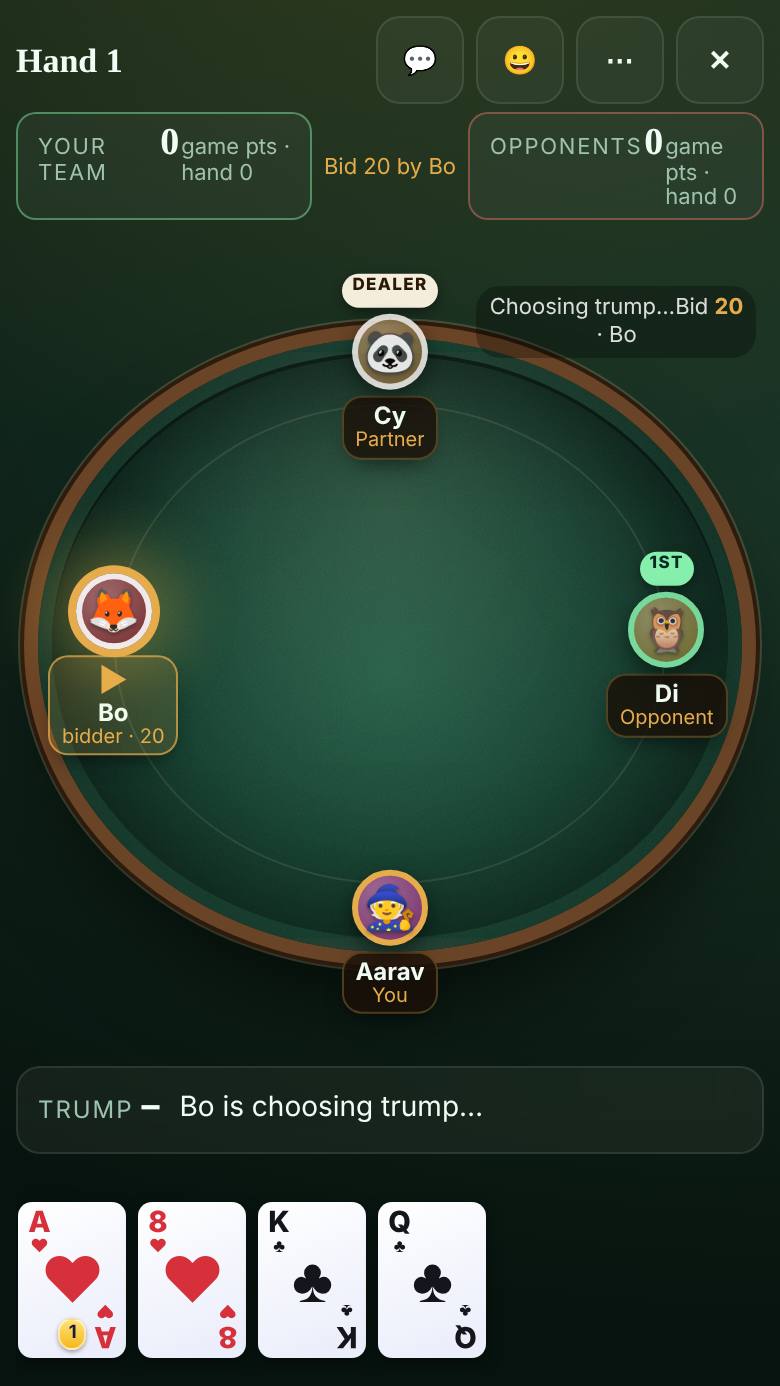 Hand 1
YOUR TEAM
0 game pts · hand 0
Bid 20 by Bo
OPPONENTS 0 game pts · hand 0
DEALER
Choosing trump...Bid 20 · Bo
Cy
Partner
1ST
Di
Opponent
Bo
bidder · 20
Aarav
You
TRUMP – Bo is choosing trump...
A
1
A
8
8
K
K
Q
Q